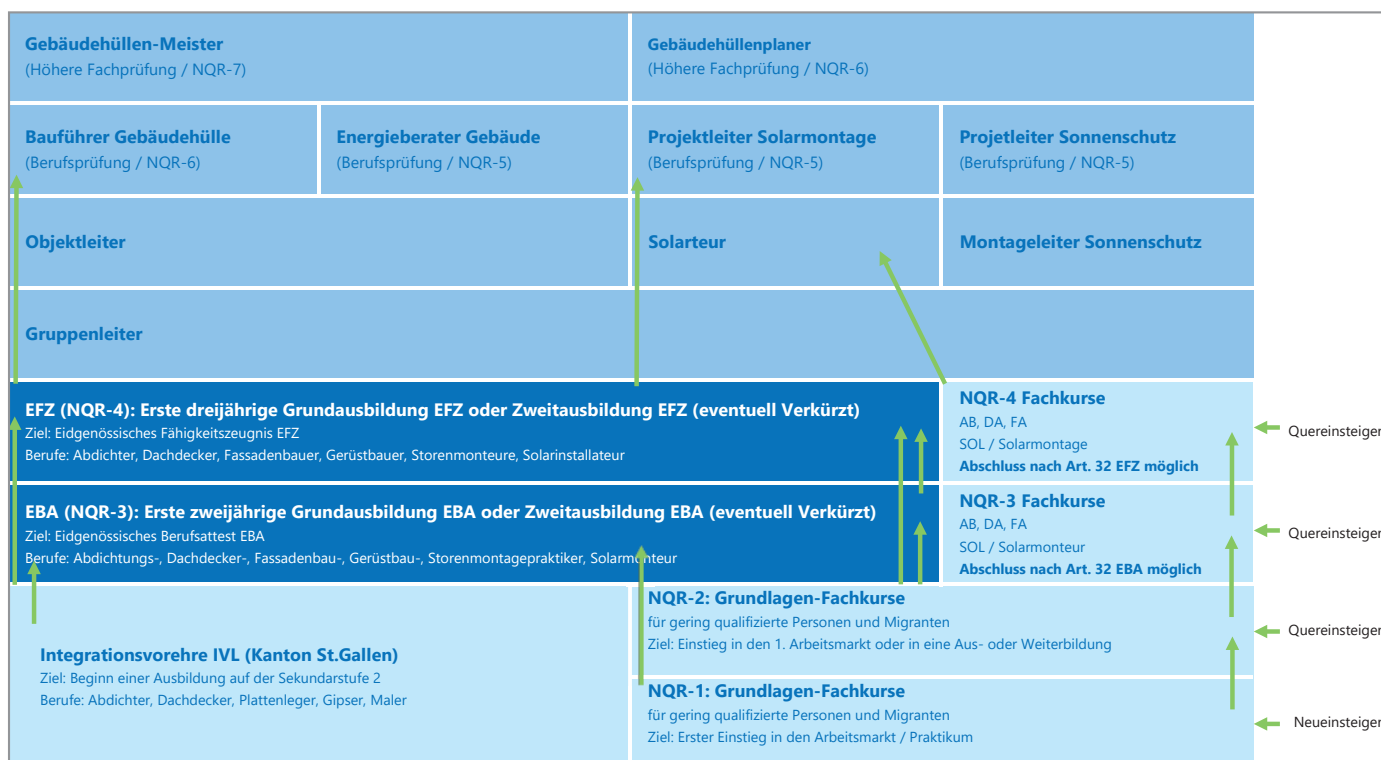 Gebäudehüllen-Meister
(Höhere Fachprüfung / NQR-7)
Gebäudehüllenplaner
(Höhere Fachprüfung / NQR-6)
Bauführer Gebäudehülle
(Berufsprüfung / NQR-6)
Energieberater Gebäude
(Berufsprüfung / NQR-5)
Projektleiter Solarmontage
(Berufsprüfung / NQR-5)
Projetleiter Sonnenschutz
(Berufsprüfung / NQR-5)
Objektleiter
Solarteur
Montageleiter Sonnenschutz
Gruppenleiter
EFZ (NQR-4): Erste dreijährige Grundausbildung EFZ oder Zweitausbildung EFZ (eventuell Verkürzt)
Ziel: Eidgenössisches Fähigkeitszeugnis EFZ
Berufe: Abdichter, Dachdecker, Fassadenbauer, Gerüstbauer, Storenmonteure, Solarinstallateur
NQR-4 Fachkurse
AB, DA, FA
SOL / Solarmontage
Abschluss nach Art. 32 EFZ möglich
Quereinsteiger
EBA (NQR-3): Erste zweijährige Grundausbildung EBA oder Zweitausbildung EBA (eventuell Verkürzt)
Ziel: Eidgenössisches Berufsattest EBA
Berufe: Abdichtungs-, Dachdecker-, Fassadenbau-, Gerüstbau-, Storenmontagepraktiker, Solarmonteur
NQR-3 Fachkurse
AB, DA, FA
SOL / Solarmonteur
Abschluss nach Art. 32 EBA möglich
Quereinsteiger
Integrationsvorehre IVL (Kanton St.Gallen)
Ziel: Beginn einer Ausbildung auf der Sekundarstufe 2
Berufe: Abdichter, Dachdecker, Plattenleger, Gipser, Maler
NQR-2: Grundlagen-Fachkurse
für gering qualifizierte Personen und Migranten
Ziel: Einstieg in den 1. Arbeitsmarkt oder in eine Aus- oder Weiterbildung
Quereinsteiger
NQR-1: Grundlagen-Fachkurse
für gering qualifizierte Personen und Migranten
Ziel: Erster Einstieg in den Arbeitsmarkt / Praktikum
Neueinsteiger